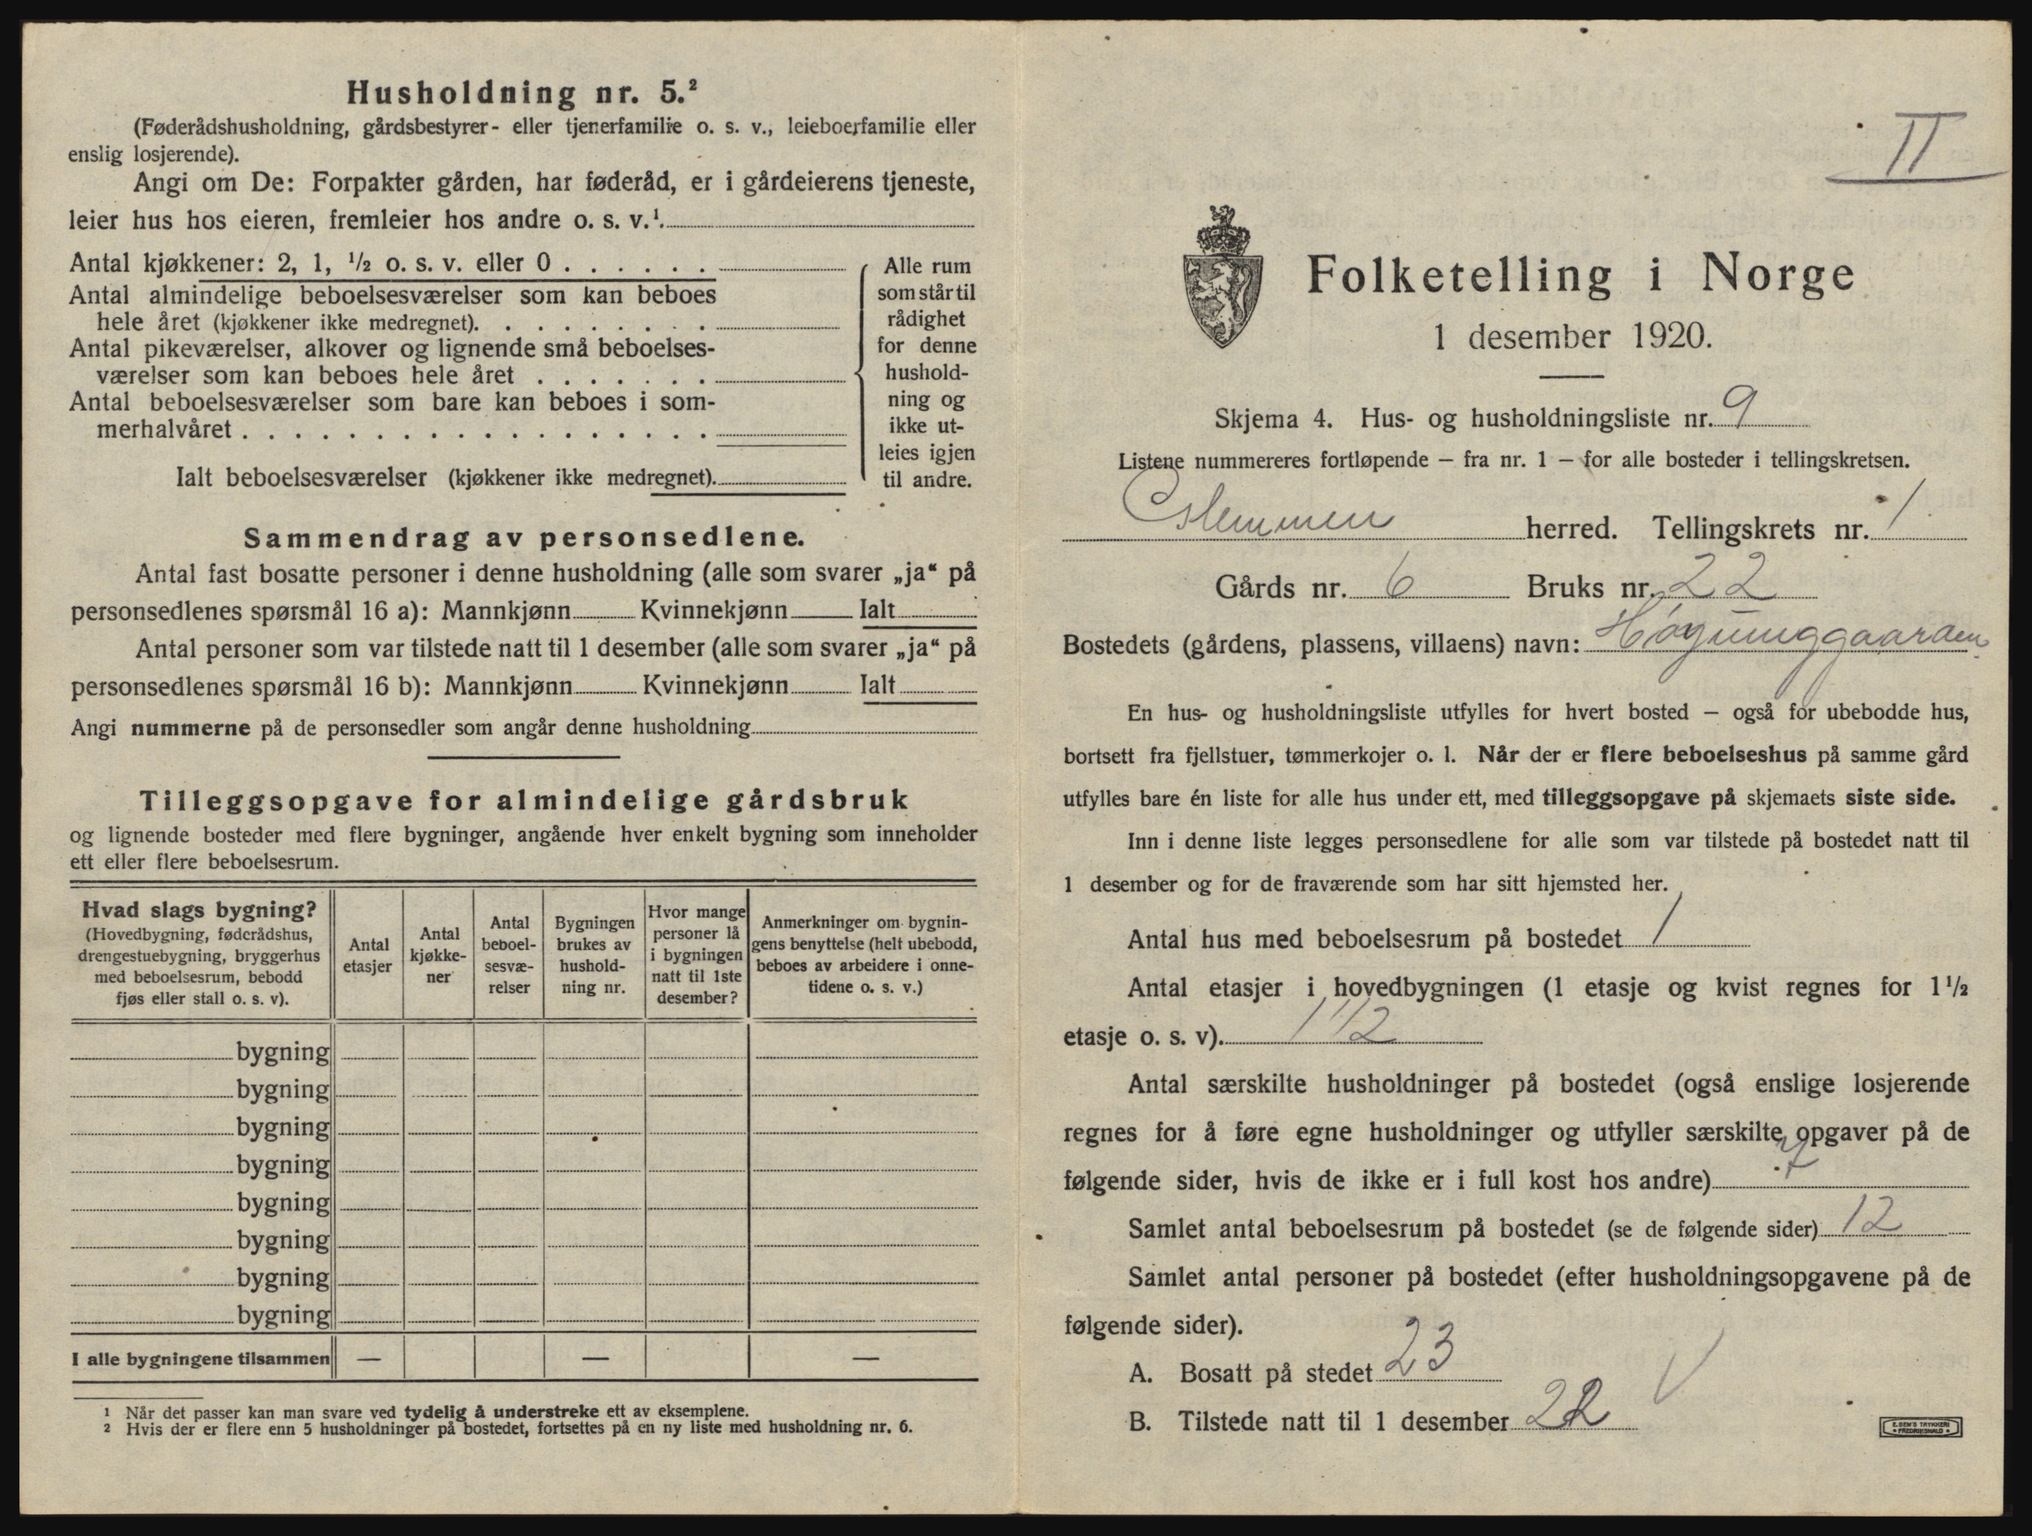 Husholdning nr. 5.²
(Føderådshusholdning, gårdsbestyrer- eller tjenerfamilie o. s. v., leieboerfamilie eller
enslig losjerende).
Angi om De: Forpakter gården, har føderåd, er i gårdeierens tjeneste,
leier hus hos eieren, fremleier hos andre o. s. v.¹.
Antal kjøkkener: 2, 1, ½ o. s. v. eller 0 . . . . . .
Antal almindelige beboelsesværelser som kan beboes
hele året (kjøkkener ikke medregnet). . . . . . . . .
Antal pikeværelser, alkover og lignende små beboelses-
værelser som kan beboes hele året . . . . . . .
Antal beboelsesværelser som bare kan beboes i som-
merhalvåret . . . . . . . . . . . . . . . . . .
Ialt beboelsesværelser (kjøkkener ikke medregnet).
Alle rum
som står til
rådighet
for denne
hushold-
ning og
ikke ut-
leies igjen
til andre.
Sammendrag av personsedlene.
Antal fast bosatte personer i denne husholdning (alle som svarer „ja“ på
personsedlenes spørsmål 16 a): Mannkjønn Kvinnekjønn Ialt
Antal personer som var tilstede natt til 1 desember (alle som svarer „ja“ på
personsedlenes spørsmål 16 b): Mannkjønn Kvinnekjønn Ialt
Angi nummerne på de personsedler som angår denne husholdning
Tilleggsopgave for almindelige gårdsbruk
og lignende bosteder med flere bygninger, angående hver enkelt bygning som inneholder
ett eller flere beboelsesrum.
Hvad slags bygning?
(Hovedbygning, føderådshus,
drengestuebygning, bryggerhus
med beboelsesrum, bebodd
fjøs eller stall o. s. v).
Antal
etasjer
Antal
kjøkke-
ner
Antal
beboel-
sesvæ-
relser
Bygningen
brukes av
hushold-
ning nr.
Hvor mange
personer lå
i bygningen
natt til 1ste
desember?
Anmerkninger om bygnin-
gens benyttelse (helt ubebodd,
beboes av arbeidere i onne-
tidene o. s. v.)
bygning
bygning
bygning
bygning
bygning
bygning
bygning
bygning
I alle bygningene tilsammen — — —
¹ Når det passer kan man svare ved tydelig å understreke ett av eksemplene.
² Hvis der er flere enn 5 husholdninger på bostedet, fortsettes på en ny liste med husholdning nr. 6.
II
Folketelling i Norge
1 desember 1920.
Skjema 4. Hus- og husholdningsliste nr. 9
Listene nummereres fortløpende – fra nr. 1 – for alle bosteder i tellingskretsen.
Glemmen herred. Tellingskrets nr. 1
Gårds nr. 6 Bruks nr. 22
Bostedets (gårdens, plassens, villaens) navn:
En hus- og husholdningsliste utfylles for hvert bosted – også for ubebodde hus,
bortsett fra fjellstuer, tømmerkojer o. l. Når der er flere beboelseshus på samme gård
utfylles bare én liste for alle hus under ett, med tilleggsopgave på skjemaets siste side.
Inn i denne liste legges personsedlene for alle som var tilstede på bostedet natt til
1 desember og for de fraværende som har sitt hjemsted her.
Antal hus med beboelsesrum på bostedet 1
Antal etasjer i hovedbygningen (1 etasje og kvist regnes for 1½
etasje o. s. v). 1 1/2
Antal særskilte husholdninger på bostedet (også enslige losjerende
regnes for å føre egne husholdninger og utfyller særskilte opgaver på de
følgende sider, hvis de ikke er i full kost hos andre) 7
Samlet antal beboelsesrum på bostedet (se de følgende sider) 12
Samlet antal personer på bostedet (efter husholdningsopgavene på de
følgende sider).
A. Bosatt på stedet 23
B. Tilstede natt til 1 desember 22
E. SEM'S TRYKKERI
FREDRIKSHALD